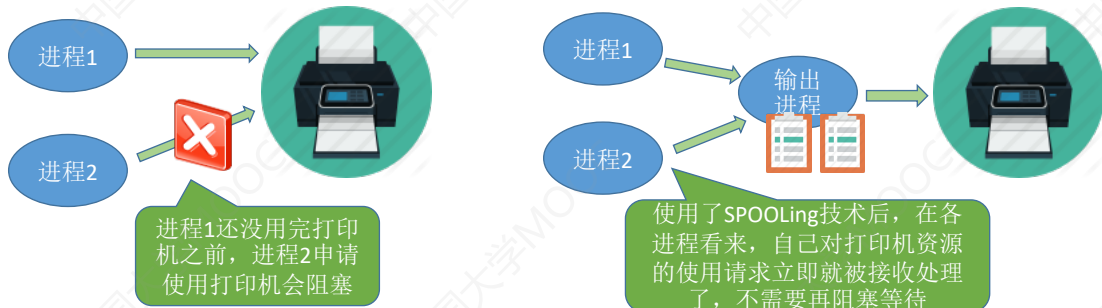 进程1
进程2
进程1还没用完打印
机之前，进程2申请
使用打印机会阻塞
进程1
进程2
输出
进程
使用了SPOOLing技术后，在各
进程看来，自己对打印机资源
的使用请求立即就被接收处理
了，不需要再阻塞等待